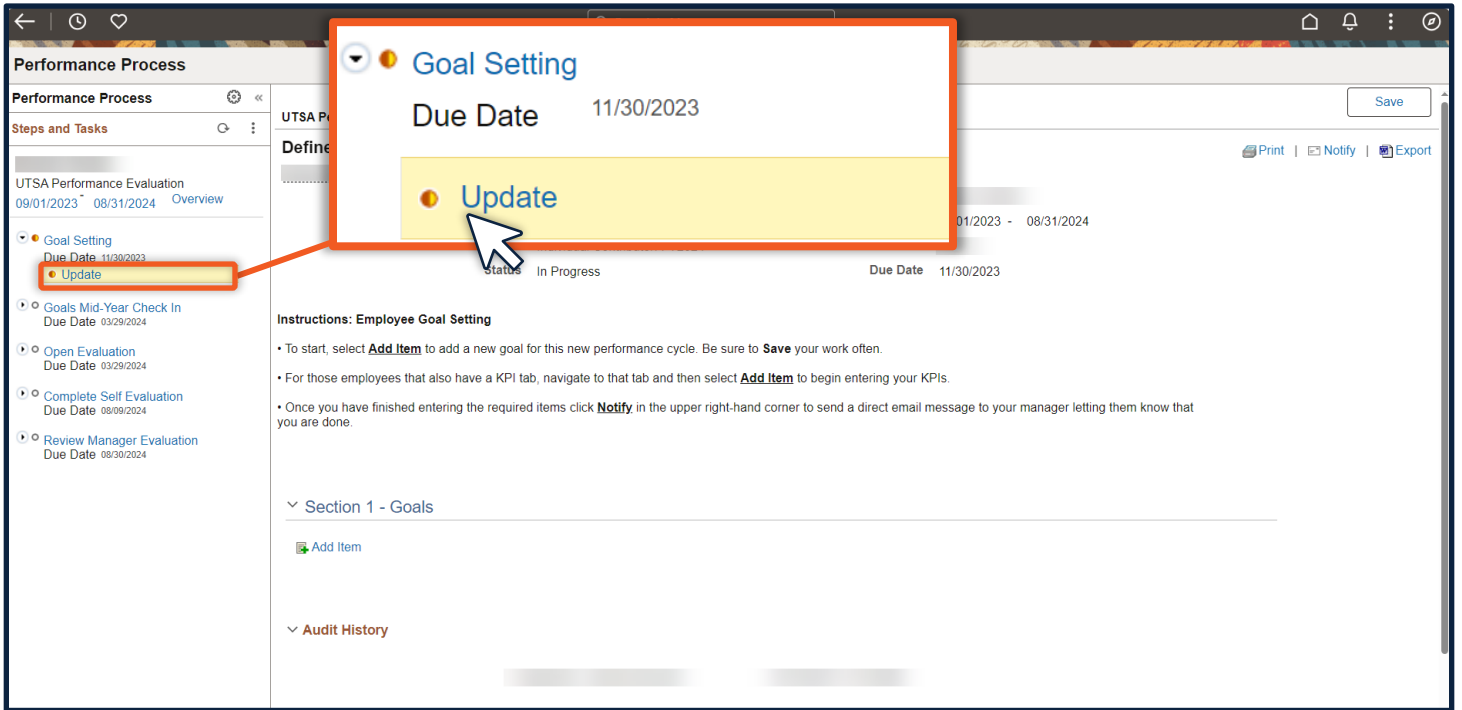 Performance Process
Performance Process
Steps and Tasks
UTSA Performance Evaluation
09/01/2023 - 08/31/2024 Overview
Goal Setting
Due Date 11/30/2023
Update
Goals Mid-Year Check In
Due Date 03/29/2024
Open Evaluation
Due Date 03/29/2024
Complete Self Evaluation
Due Date 08/09/2024
Review Manager Evaluation
Due Date 08/30/2024
Goal Setting
Due Date 11/30/2023
Update
Save
UTSA
Define
Print | Notify | Export
01/2023 - 08/31/2024
Status In Progress Due Date 11/30/2023
Instructions: Employee Goal Setting
• To start, select Add Item to add a new goal for this new performance cycle. Be sure to Save your work often.
• For those employees that also have a KPI tab, navigate to that tab and then select Add Item to begin entering your KPIs.
• Once you have finished entering the required items click Notify in the upper right-hand corner to send a direct email message to your manager letting them know that
you are done.
Section 1 - Goals
Add Item
Audit History